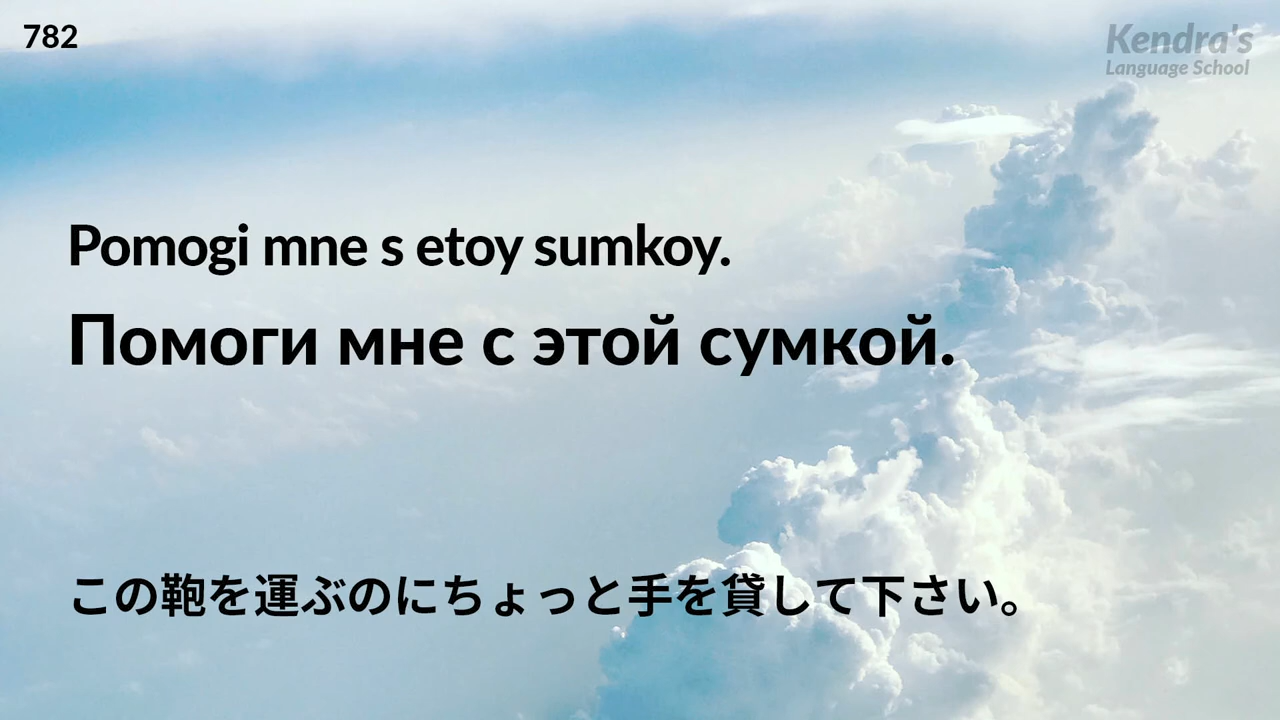 782
Kendra's
Language School
Pomogi mne s etoy sumkoy.
Помоги мне с этой сумкой.
この鞄を運ぶのにちょっと手を貸して下さい。